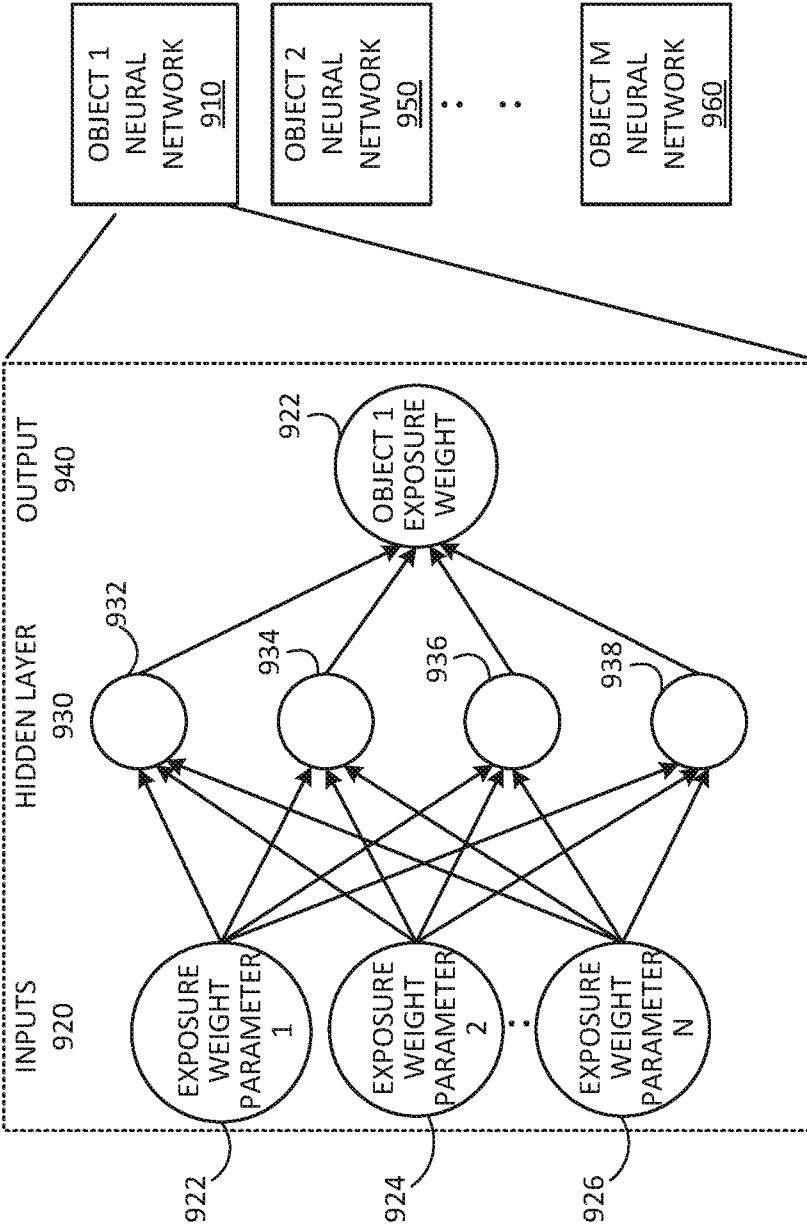 INPUTS
920
HIDDEN LAYER
930
OUTPUT
940
922
EXPOSURE
WEIGHT
PARAMETER
1
924
EXPOSURE
WEIGHT
PARAMETER
2
926
EXPOSURE
WEIGHT
PARAMETER
N
932
934
936
938
922
OBJECT 1
EXPOSURE
WEIGHT
OBJECT 1
NEURAL
NETWORK
910
OBJECT 2
NEURAL
NETWORK
950
OBJECT M
NEURAL
NETWORK
960